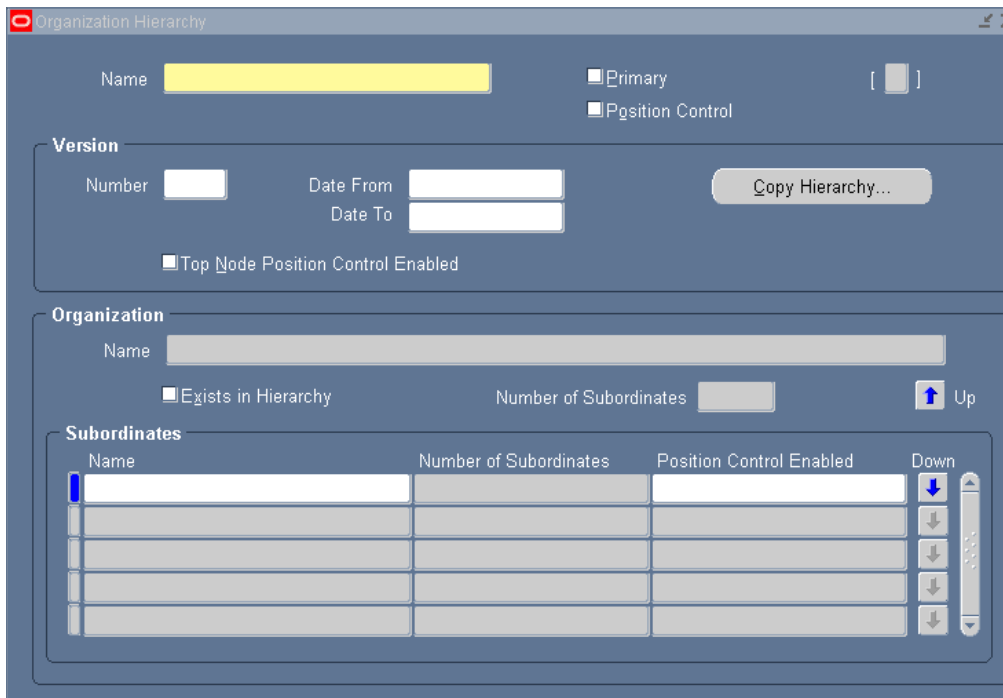 Organization Hierarchy
Name
Primary
[ ]
Position Control
Version
Number
Date From
Copy Hierarchy...
Date To
Top Node Position Control Enabled
Organization
Name
Exists in Hierarchy
Number of Subordinates
Up
Subordinates
Name
Number of Subordinates
Position Control Enabled
Down